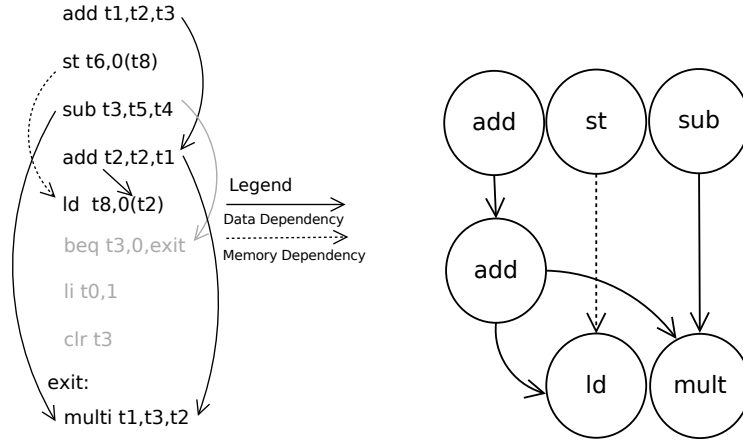 add t1,t2,t3
st t6,0(t8)
sub t3,t5,t4
add t2,t2,t1
ld t8,0(t2)
beq t3,0,exit
li t0,1
clr t3
exit:
multi t1,t3,t2
Legend
Data Dependency
Memory Dependency
add st sub
add
ld mult